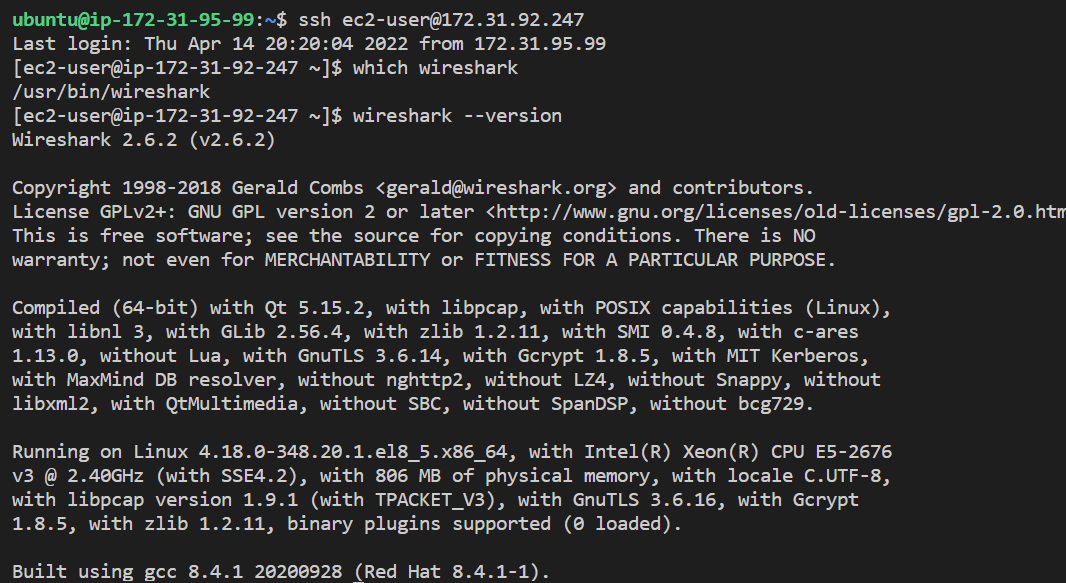 ubuntu@ip-172-31-95-99:~$ ssh ec2-user@172.31.92.247
Last login: Thu Apr 14 20:20:04 2022 from 172.31.95.99
[ec2-user@ip-172-31-92-247 ~]$ which wireshark
/usr/bin/wireshark
[ec2-user@ip-172-31-92-247 ~]$ wireshark --version
Wireshark 2.6.2 (v2.6.2)
Copyright 1998-2018 Gerald Combs <gerald@wireshark.org> and contributors.
License GPLv2+: GNU GPL version 2 or later <http://www.gnu.org/licenses/old-licenses/gpl-2.0.htm
This is free software; see the source for copying conditions. There is NO
warranty; not even for MERCHANTABILITY or FITNESS FOR A PARTICULAR PURPOSE.
Compiled (64-bit) with Qt 5.15.2, with libpcap, with POSIX capabilities (Linux),
with libnl 3, with GLib 2.56.4, with zlib 1.2.11, with SMI 0.4.8, with c-ares
1.13.0, without Lua, with GnuTLS 3.6.14, with Gcrypt 1.8.5, with MIT Kerberos,
with MaxMind DB resolver, without nghttp2, without LZ4, without Snappy, without
libxml2, with QtMultimedia, without SBC, without SpanDSP, without bcg729.
Running on Linux 4.18.0-348.20.1.el8_5.x86_64, with Intel(R) Xeon(R) CPU E5-2676
v3 @ 2.40GHz (with SSE4.2), with 806 MB of physical memory, with locale C.UTF-8,
with libpcap version 1.9.1 (with TPACKET_V3), with GnuTLS 3.6.16, with Gcrypt
1.8.5, with zlib 1.2.11, binary plugins supported (0 loaded).
Built using gcc 8.4.1 20200928 (Red Hat 8.4.1-1).